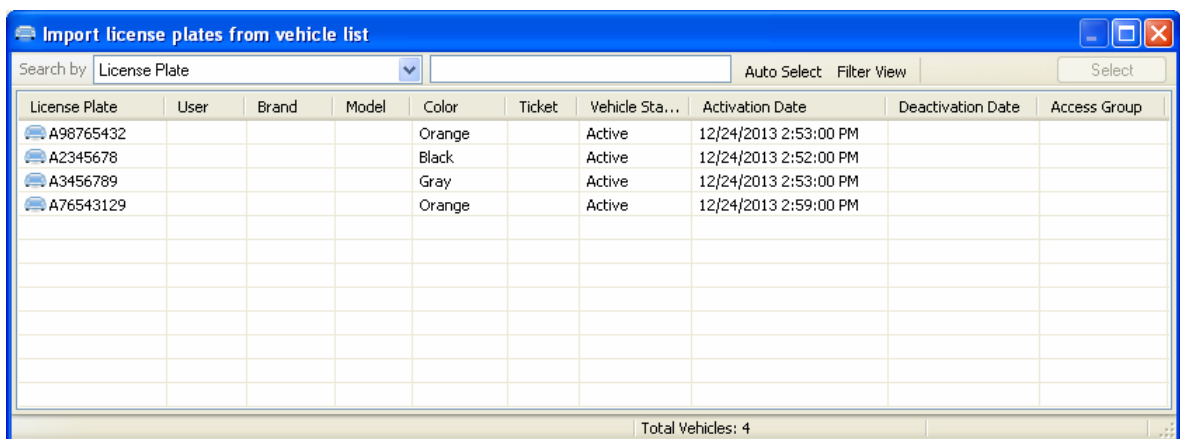 Import license plates from vehicle list
Search by License Plate Auto Select Filter View Select
License Plate User Brand Model Color Ticket Vehicle Sta... Activation Date Deactivation Date Access Group
A98765432 Orange Active 12/24/2013 2:53:00 PM
A2345678 Black Active 12/24/2013 2:52:00 PM
A3456789 Gray Active 12/24/2013 2:53:00 PM
A76543129 Orange Active 12/24/2013 2:59:00 PM
Total Vehicles: 4